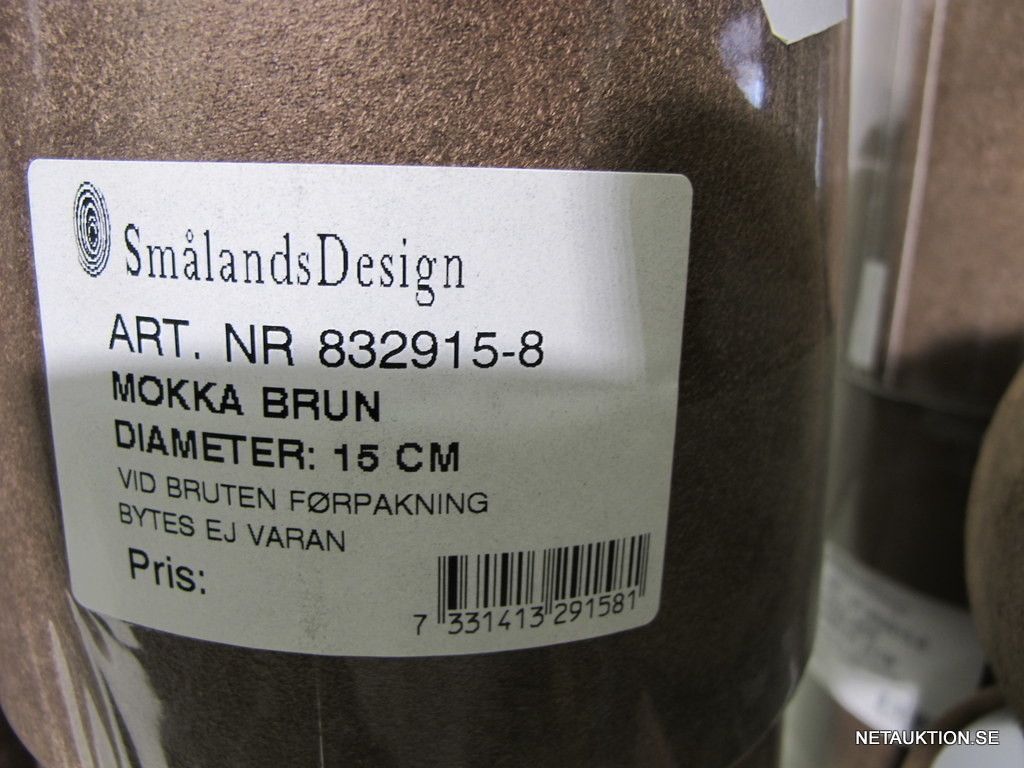 SmålandsDesign
ART. NR 832915-8
MOKKA BRUN
DIAMETER: 15 CM
VID BRUTEN FØRPAKNING
BYTES EJ VARAN
Pris:
7 331413 291581
NETAUKTION.SE